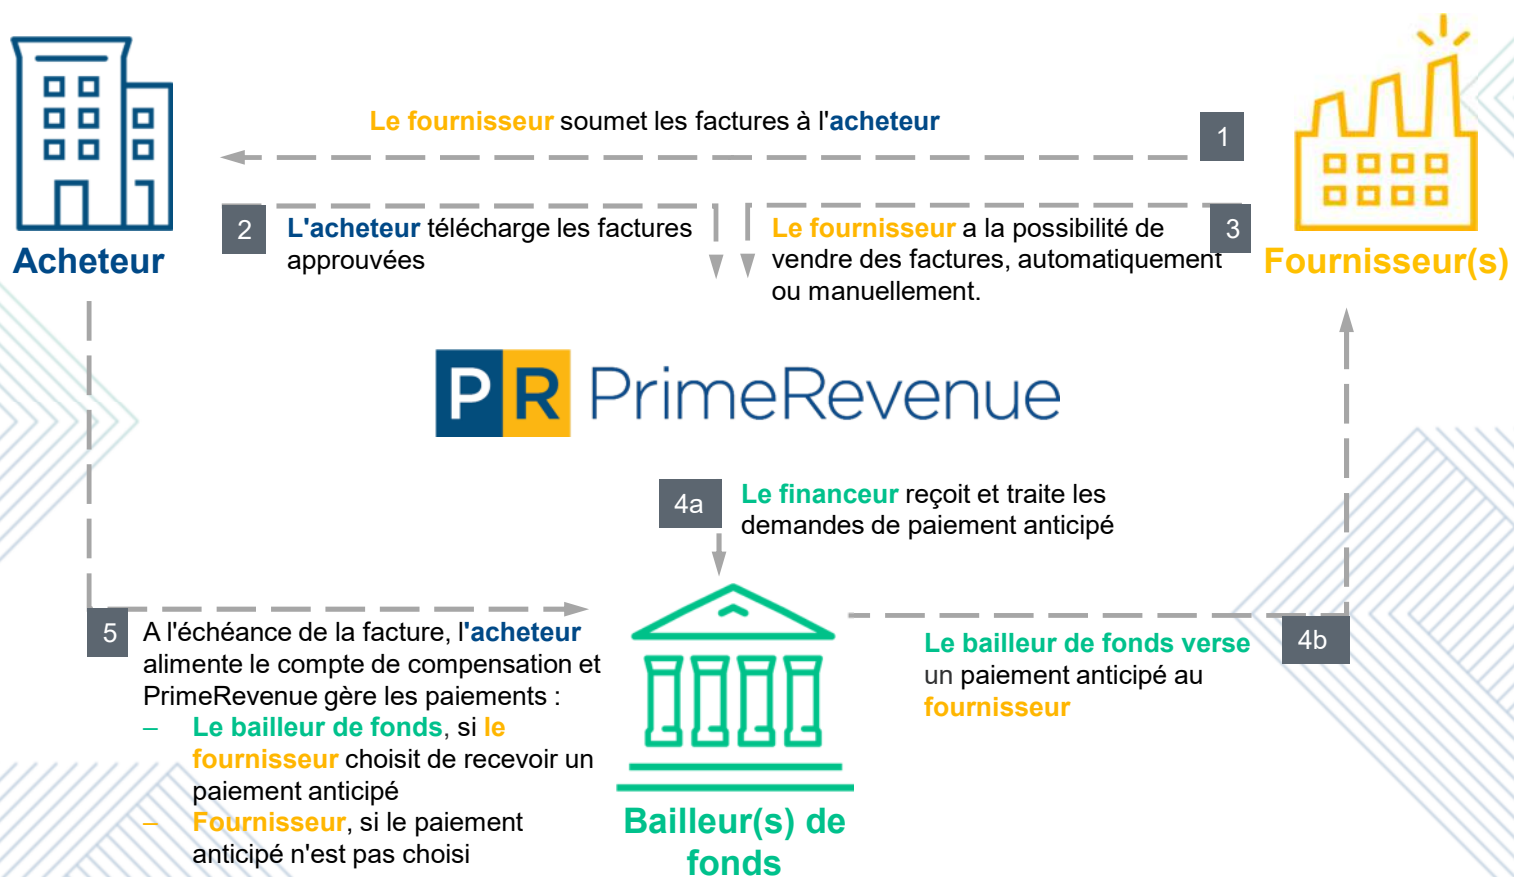 Le fournisseur soumet les factures à l'acheteur
1
2
L'acheteur télécharge les factures
approuvées
Le fournisseur a la possibilité de
vendre des factures, automatiquement
ou manuellement.
3
Acheteur
Fournisseur(s)
PR PrimeRevenue
4a
Le financeur reçoit et traite les
demandes de paiement anticipé
5
A l'échéance de la facture, l'acheteur
alimente le compte de compensation et
PrimeRevenue gère les paiements :
– Le bailleur de fonds, si le
fournisseur choisit de recevoir un
paiement anticipé
– Fournisseur, si le paiement
anticipé n'est pas choisi
Le bailleur de fonds verse
un paiement anticipé au
fournisseur
4b
Bailleur(s) de
fonds